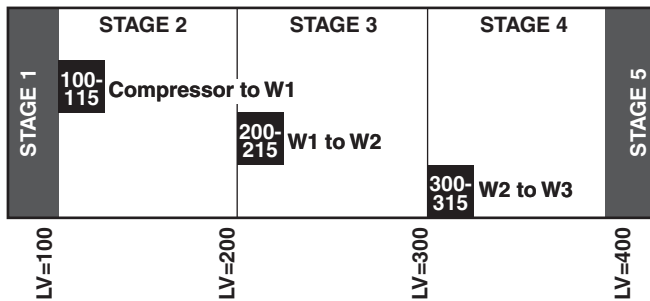 STAGE 1
STAGE 2
STAGE 3
STAGE 4
STAGE 5
100-
115
Compressor to W1
200-
215
W1 to W2
300-
315
W2 to W3
LV=100
LV=200
LV=300
LV=400